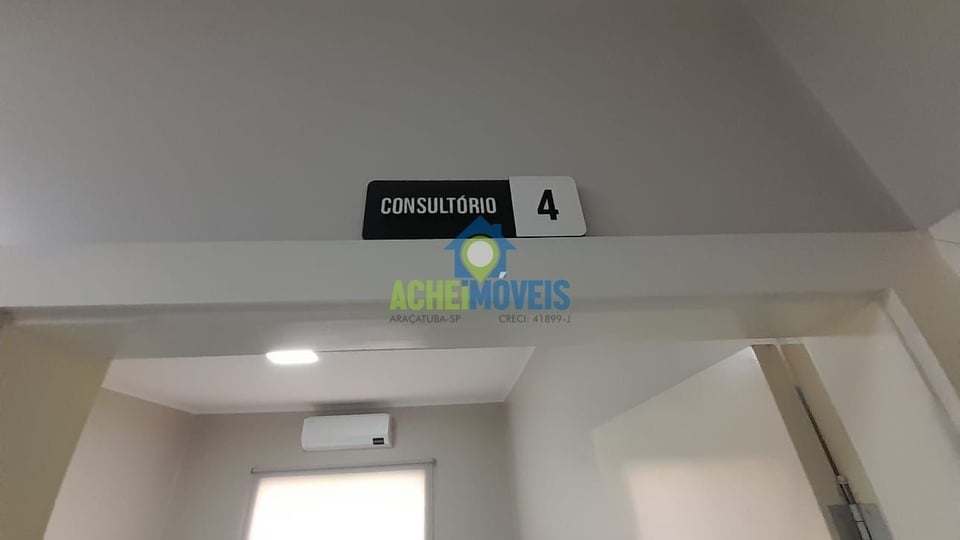 CONSULTÓRIO 4
ACHEiMÓVEIS
ARAÇATUBA-SP CRECI: 41899-J